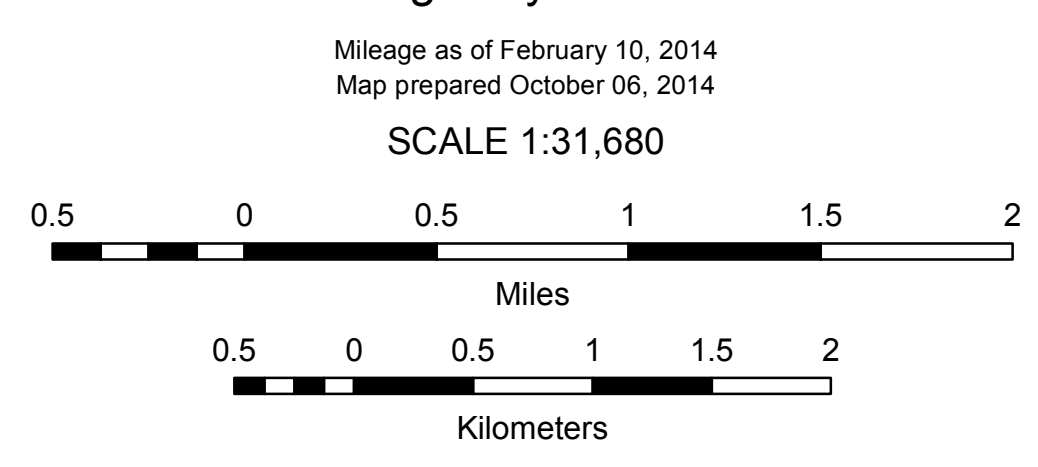 Mileage as of February 10, 2014
Map prepared October 06, 2014
SCALE 1:31,680
0.5 0 0.5 1 1.5 2
Miles
0.5 0 0.5 1 1.5 2
Kilometers